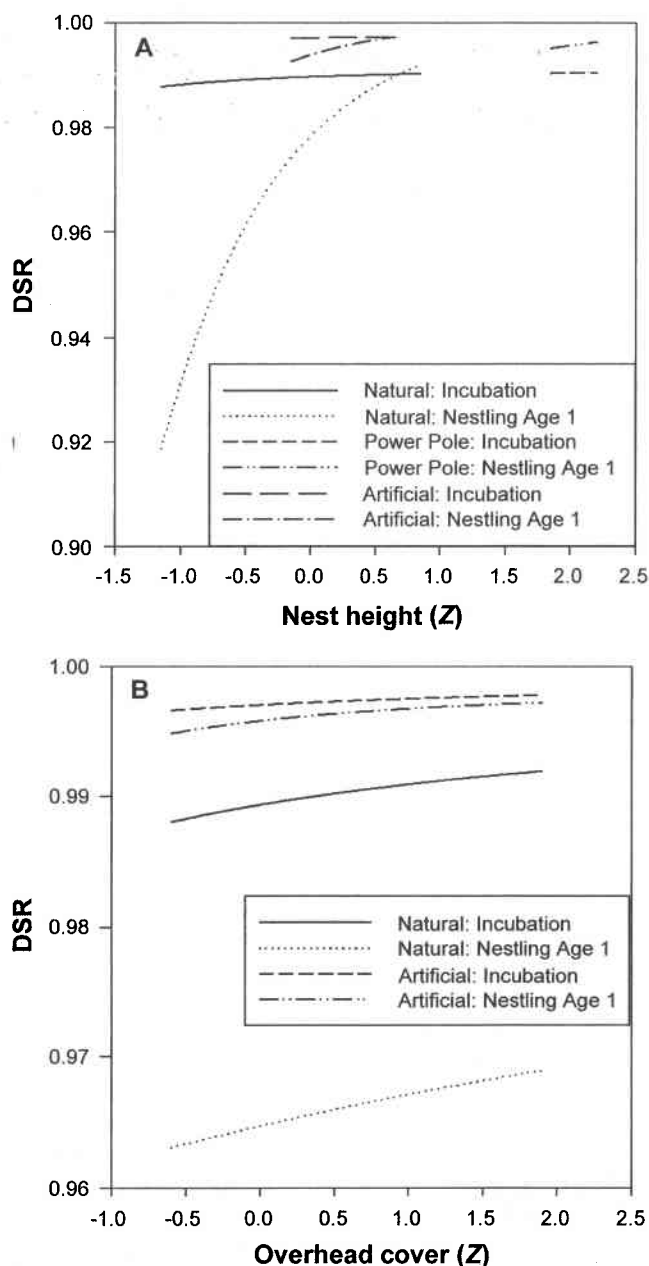 A
1.00
0.98
0.96
0.94
0.92
0.90
DSR
Natural: Incubation
Natural: Nestling Age 1
Power Pole: Incubation
Power Pole: Nestling Age 1
Artificial: Incubation
Artificial: Nestling Age 1
-1.5 -1.0 -0.5 0.0 0.5 1.0 1.5 2.0 2.5
Nest height (Z)
B
1.00
0.99
0.98
0.97
0.96
DSR
Natural: Incubation
Natural: Nestling Age 1
Artificial: Incubation
Artificial: Nestling Age 1
-1.0 -0.5 0.0 0.5 1.0 1.5 2.0 2.5
Overhead cover (Z)